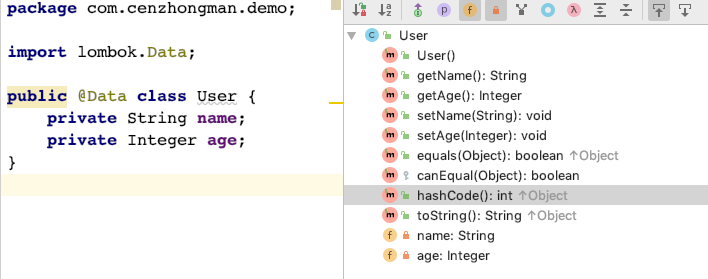 package com.cenzhongman.demo;
import lombok.Data;
public @Data class User {
private String name;
private Integer age;
}
User
User()
getName(): String
getAge(): Integer
setName(String): void
setAge(Integer): void
equals(Object): boolean ↑Object
canEqual(Object): boolean
hashCode(): int ↑Object
toString(): String ↑Object
name: String
age: Integer